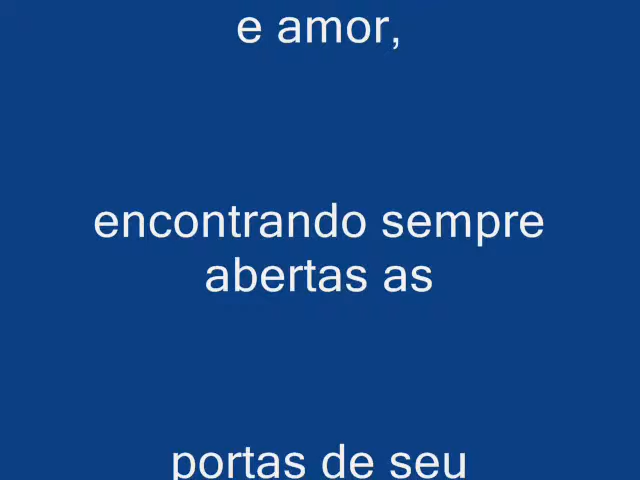 e amor,
encontrando sempre
abertas as
portas de seu